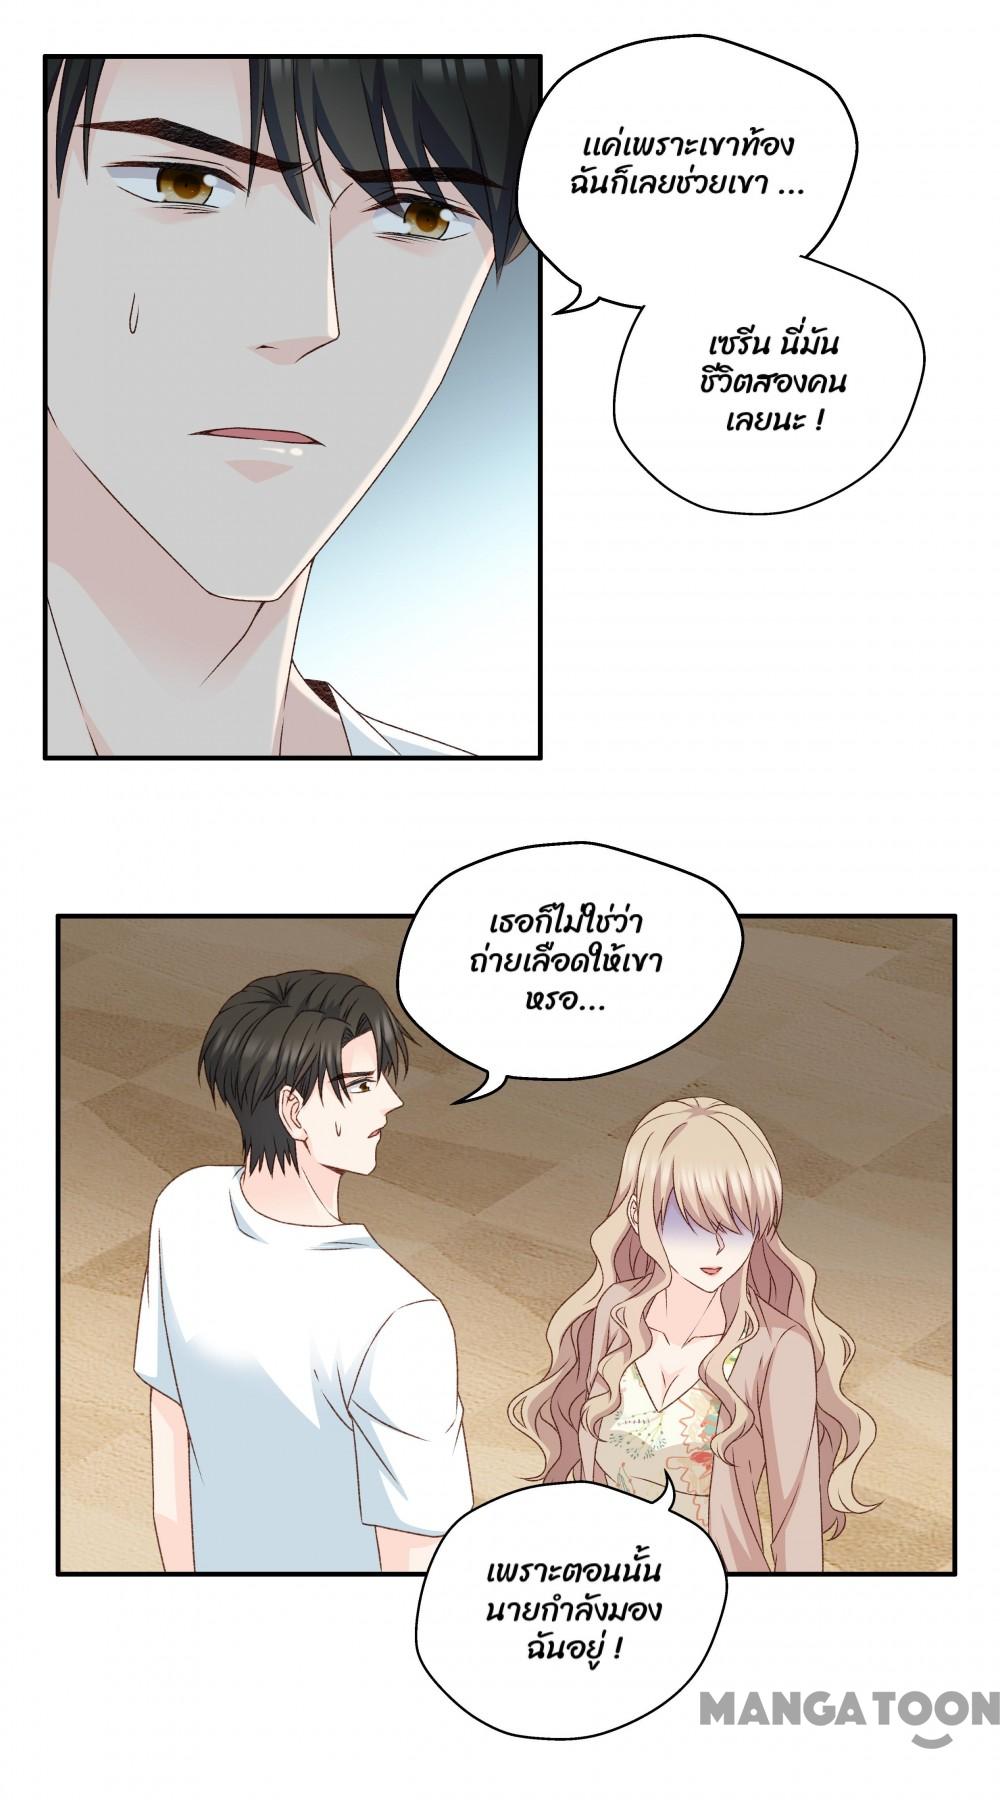 แค่เพราะเขาท้อง
ฉันก็เลยช่วยเขา ...
เซรีน นี่มัน
ชีวิตสองคน
เลยนะ !
เธอก็ไม่ใช่ว่า
ถ่ายเลือดให้เขา
หรอ...
เพราะตอนนั้น
นายกำลังมอง
ฉันอยู่ !
MANGATOON